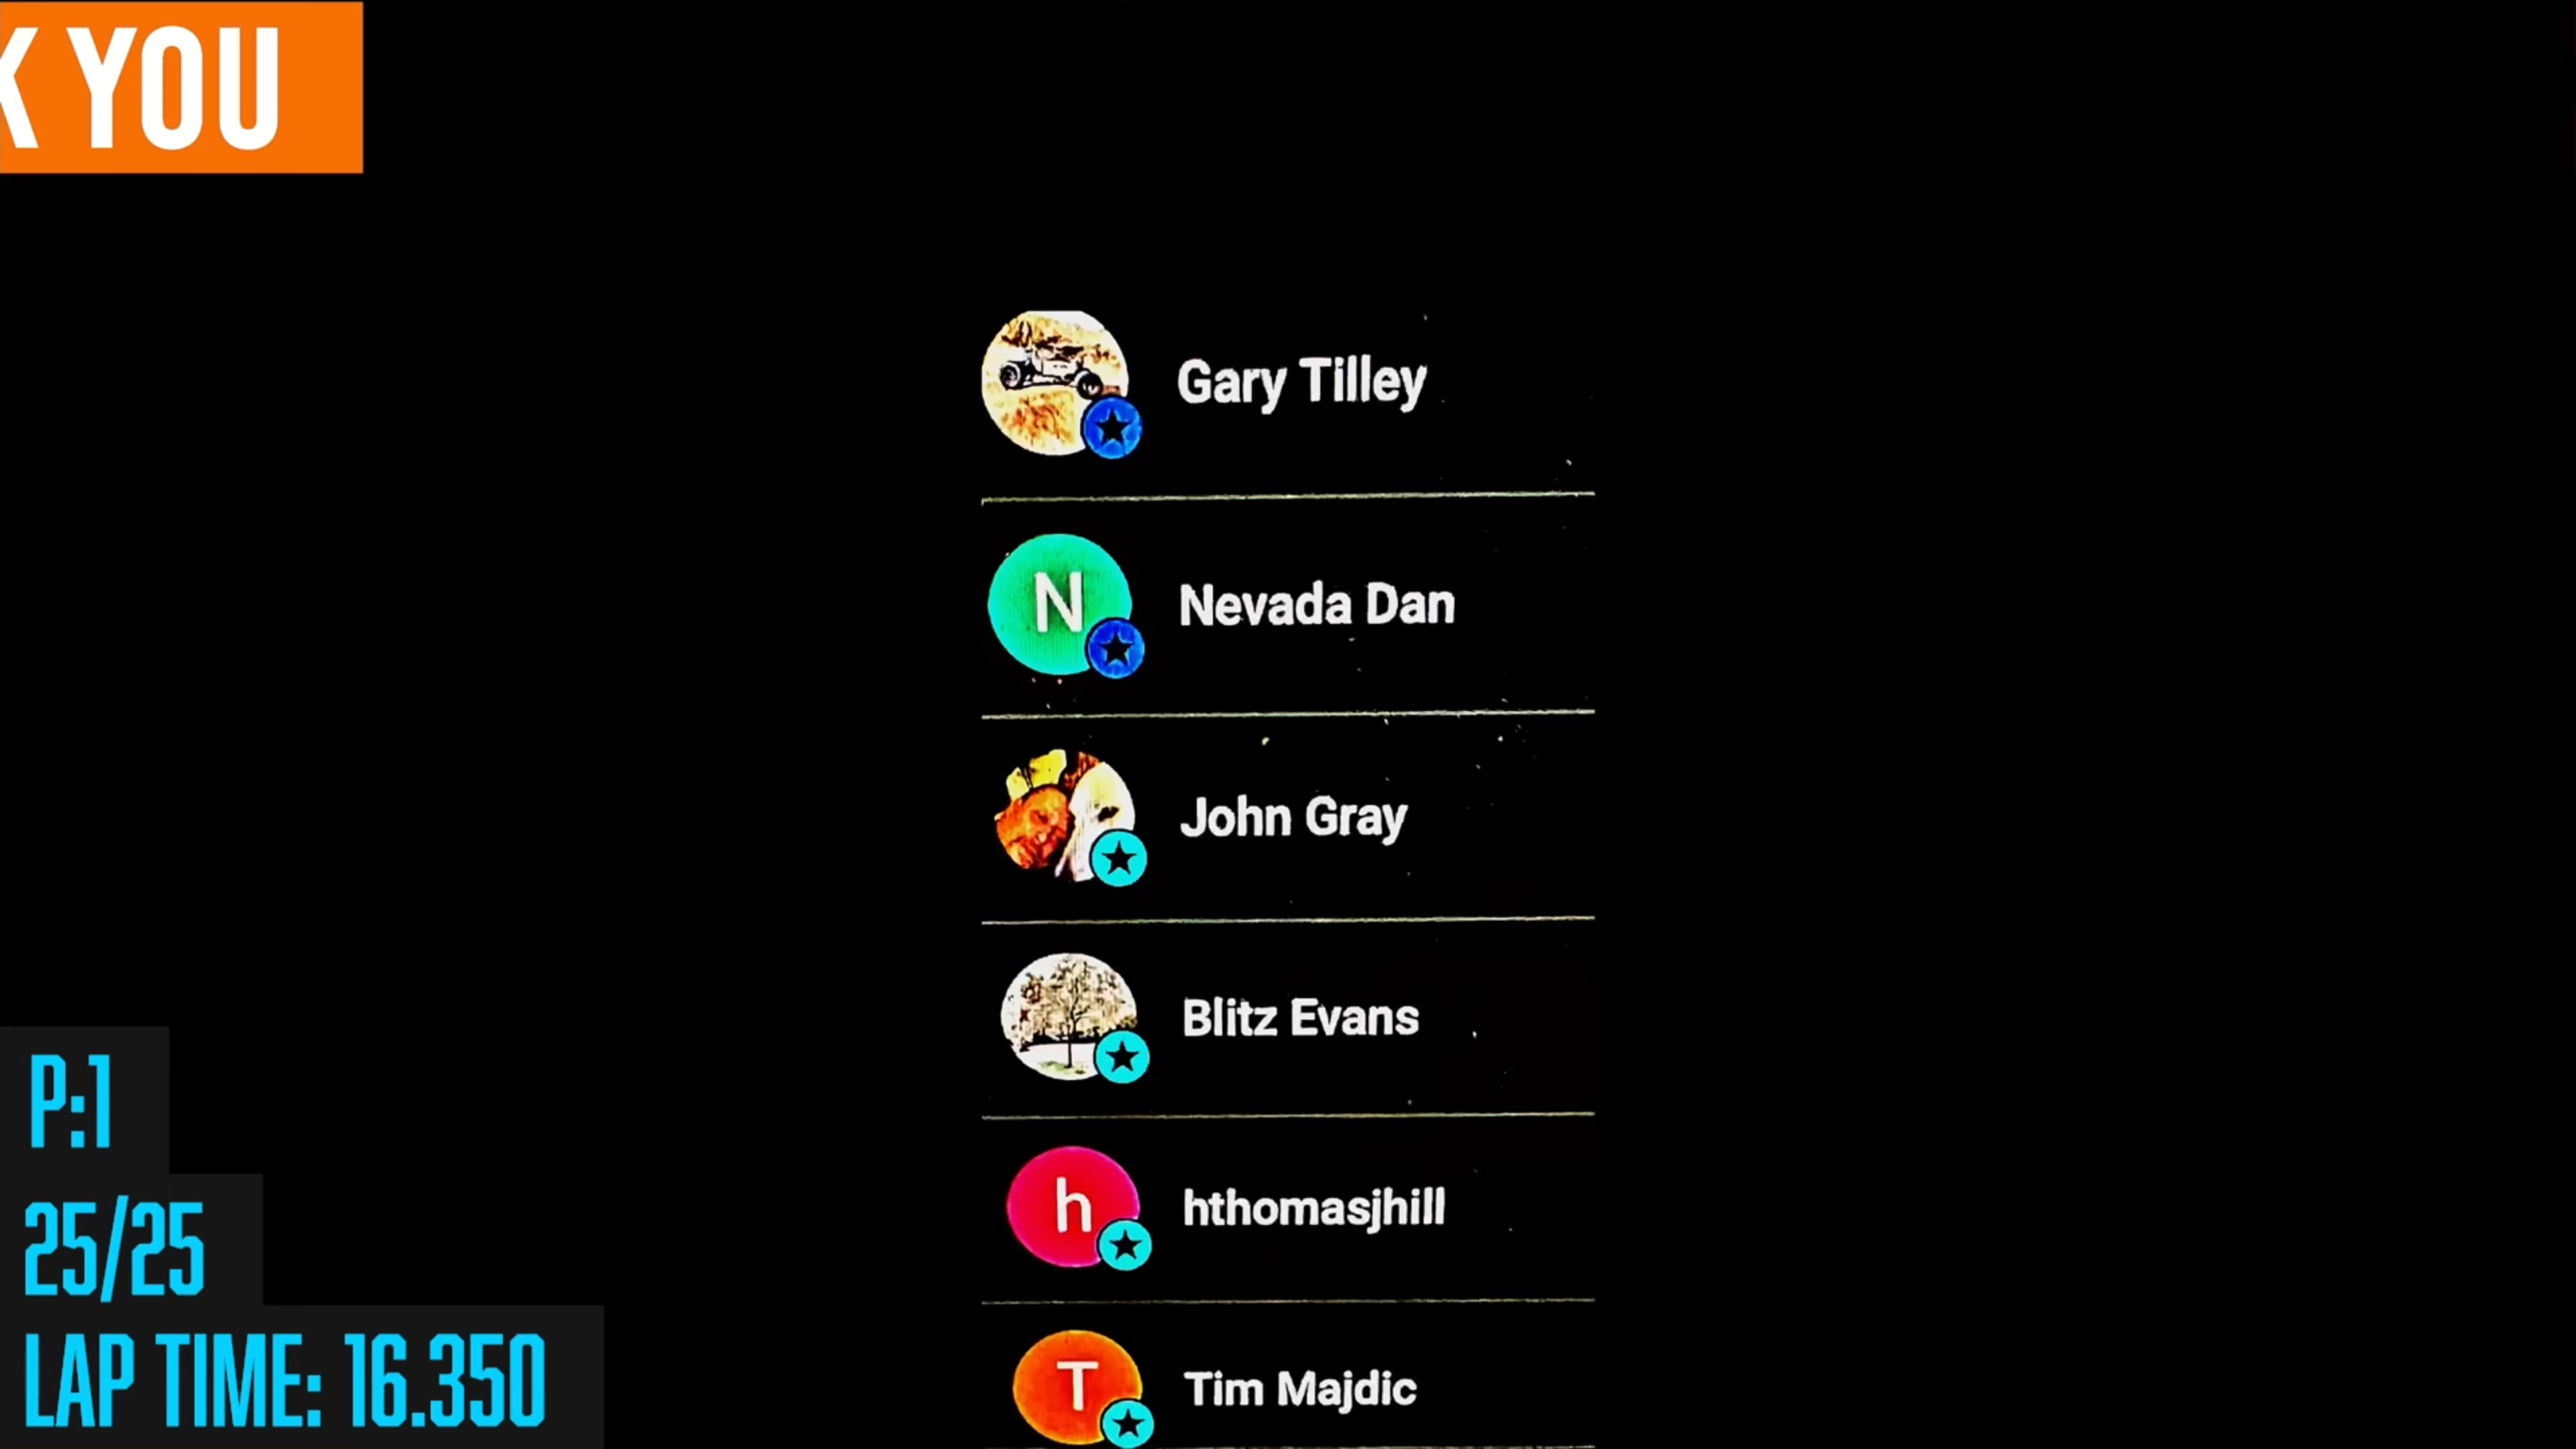 K YOU
Gary Tilley
N
Nevada Dan
John Gray
Blitz Evans
h
hthomasjhill
T
Tim Majdic
P:1
25/25
LAP TIME: 16.350